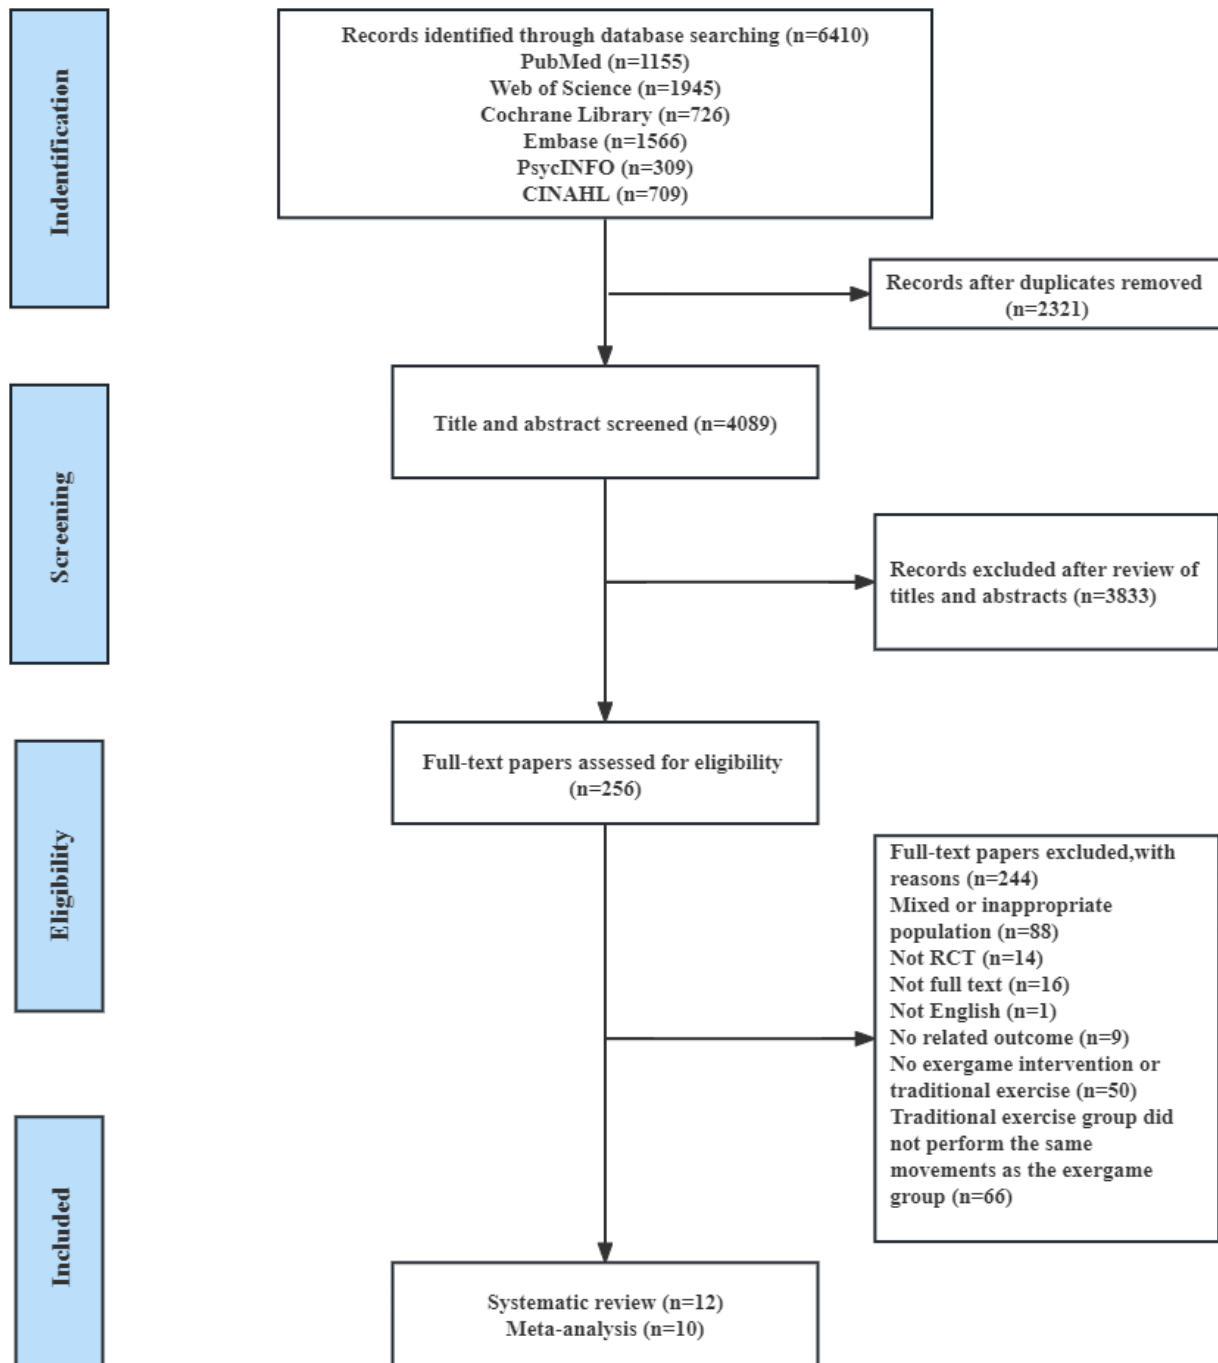 Indentification
Records identified through database searching (n=6410)
PubMed (n=1155)
Web of Science (n=1945)
Cochrane Library (n=726)
Embase (n=1566)
PsycINFO (n=309)
CINAHL (n=709)
Records after duplicates removed
(n=2321)
Screening
Title and abstract screened (n=4089)
Records excluded after review of
titles and abstracts (n=3833)
Eligibility
Full-text papers assessed for eligibility
(n=256)
Full-text papers excluded,with
reasons (n=244)
Mixed or inappropriate
population (n=88)
Not RCT (n=14)
Not full text (n=16)
Not English (n=1)
No related outcome (n=9)
No exergame intervention or
traditional exercise (n=50)
Traditional exercise group did
not perform the same
movements as the exergame
group (n=66)
Included
Systematic review (n=12)
Meta-analysis (n=10)